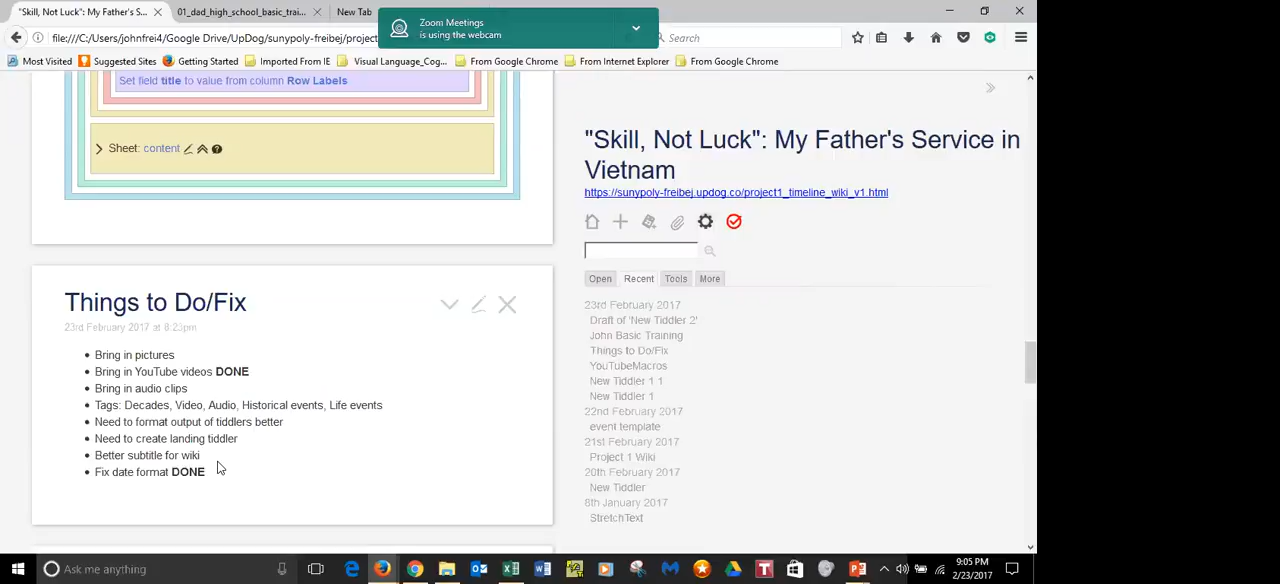 "Skill, Not Luck": My Father's S...
01_dad_high_school_basic_trai...
New Tab
Zoom Meetings
is using the webcam
file:///C:/Users/johnfrei4/Google Drive/UpDog/sunypoly-freibej/project
Search
Most Visited
Suggested Sites
Getting Started
Imported From IE
Visual_Language_Cog...
From Google Chrome
From Internet Explorer
From Google Chrome
Set field title to value from column Row Labels
Sheet: content
"Skill, Not Luck": My Father's Service in
Vietnam
https://sunypoly-freibej.updog.co/project1_timeline_wiki_v1.html
Open
Recent
Tools
More
23rd February 2017
Draft of 'New Tiddler 2'
John Basic Training
Things to Do/Fix
YouTubeMacros
New Tiddler 1 1
New Tiddler 1
22nd February 2017
event template
21st February 2017
Project 1 Wiki
20th February 2017
New Tiddler
8th January 2017
StretchText
Things to Do/Fix
23rd February 2017 at 8:23pm
Bring in pictures
Bring in YouTube videos DONE
Bring in audio clips
Tags: Decades, Video, Audio, Historical events, Life events
Need to format output of tiddlers better
Need to create landing tiddler
Better subtitle for wiki
Fix date format DONE
Ask me anything
9:05 PM
2/23/2017